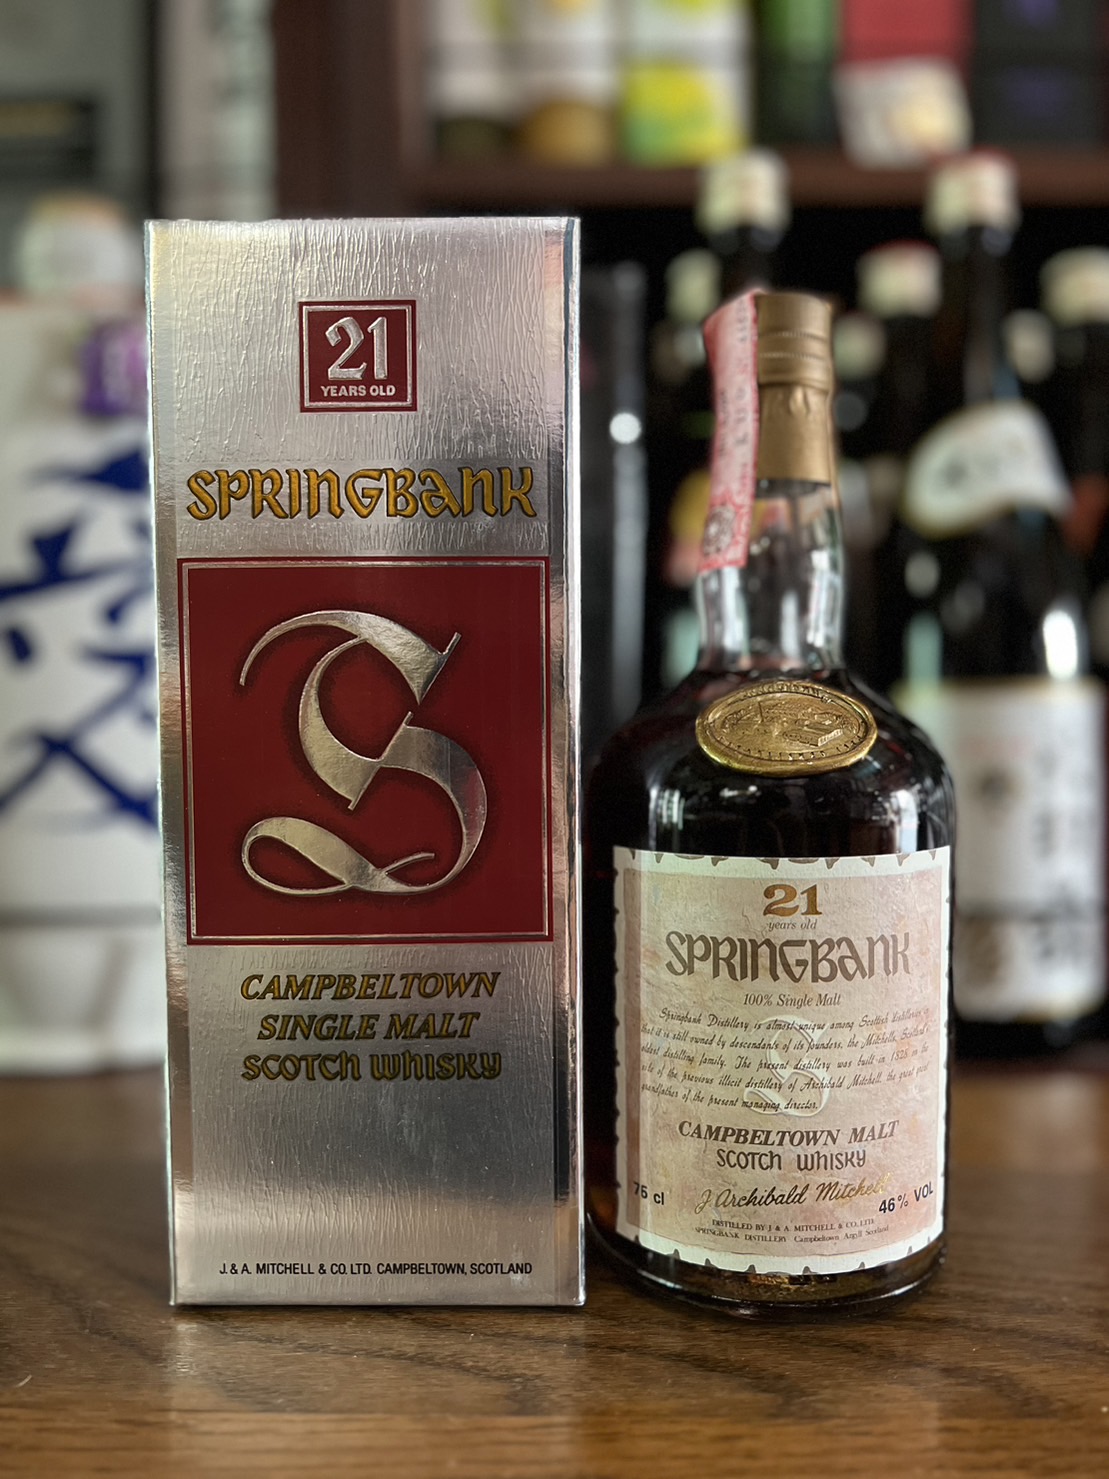 21
YEARS OLD
SPRINGBANK
S
CAMPBELTOWN
SINGLE MALT
SCOTCH WHISKY
J. & A. MITCHELL & CO. LTD. CAMPBELTOWN, SCOTLAND
21
years old
SPRINGBANK
100% Single Malt
Springbank Distillery is almost unique among Scottish distilleries in
that it is still owned by descendants of its founders, the Mitchells, Scotland's
oldest distilling family. The present distillery was built in 1828 on the
site of the previous illicit distillery of Archibald Mitchell, the great great
grandfather of the present managing director.
S
CAMPBELTOWN MALT
SCOTCH WHISKY
75 cl
J Archibald Mitchell
46% VOL
DISTILLED BY J & A MITCHELL & CO. LTD.
SPRINGBANK DISTILLERY Campbeltown Argyll Scotland